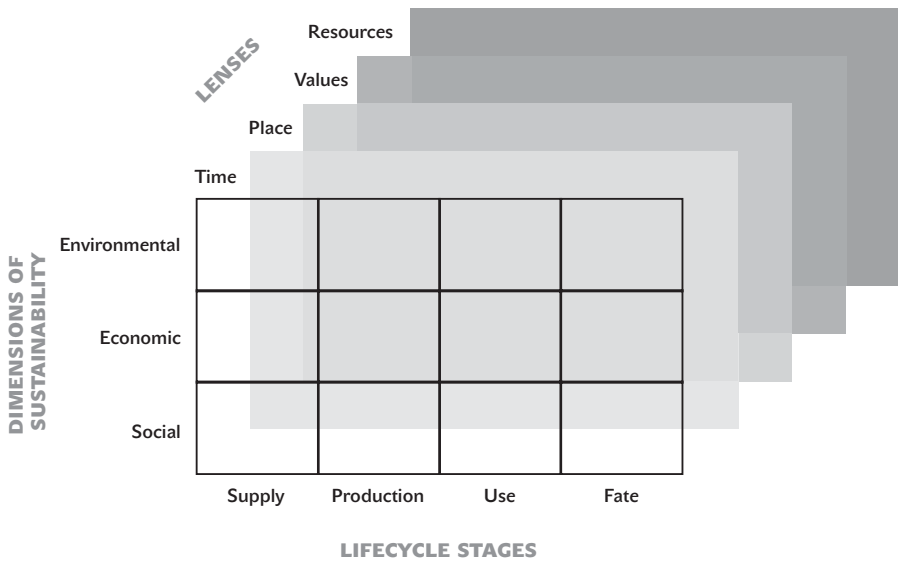 LENSES
Resources
Values
Place
Time
DIMENSIONS OF
SUSTAINABILITY
Environmental
Economic
Social
Supply
Production
Use
Fate
LIFECYCLE STAGES